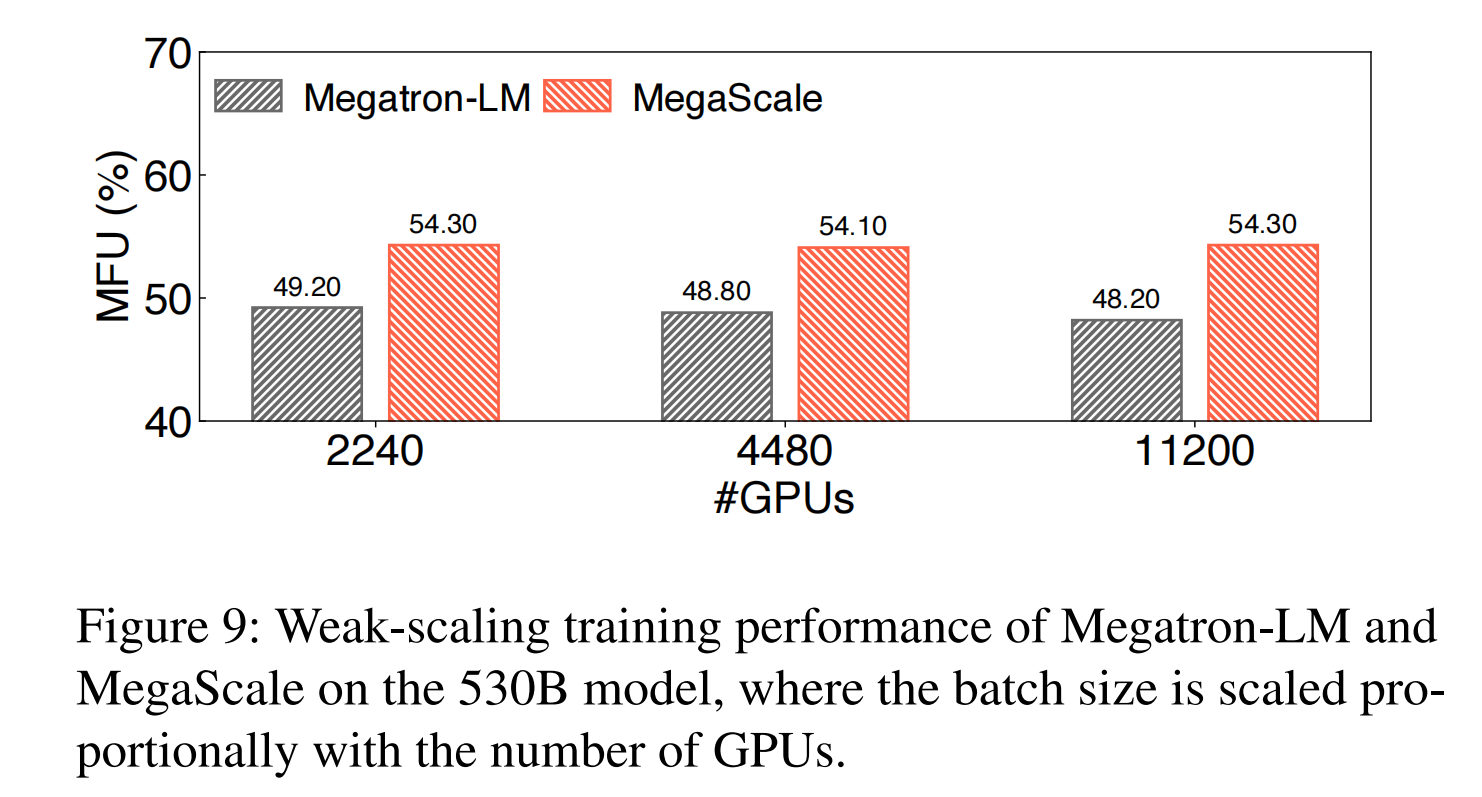 70
Megatron-LM MegaScale
60
MFU (%)
54.30 54.10 54.30
49.20 48.80 48.20
50
40
2240 4480 11200
#GPUs
Figure 9: Weak-scaling training performance of Megatron-LM and
MegaScale on the 530B model, where the batch size is scaled pro-
portionally with the number of GPUs.